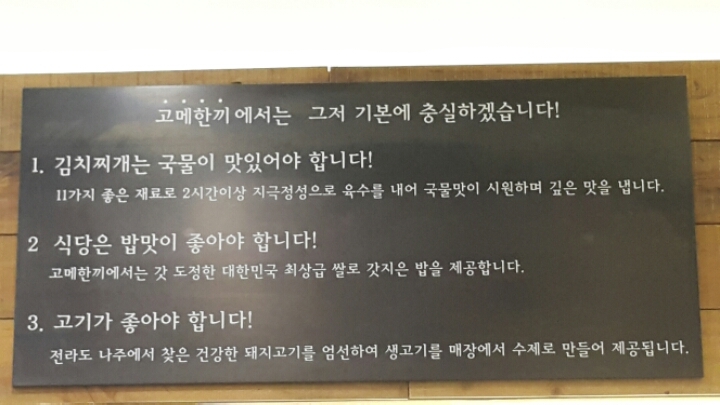 고메한끼에서는 그저 기본에 충실하겠습니다!
1. 김치찌개는 국물이 맛있어야 합니다!
11가지 좋은 재료로 2시간이상 지극정성으로 육수를 내어 국물맛이 시원하며 깊은 맛을 냅니다.
2 식당은 밥맛이 좋아야 합니다!
고메한끼에서는 갓 도정한 대한민국 최상급 쌀로 갓지은 밥을 제공합니다.
3. 고기가 좋아야 합니다!
전라도 나주에서 찾은 건강한 돼지고기를 엄선하여 생고기를 매장에서 수제로 만들어 제공됩니다.